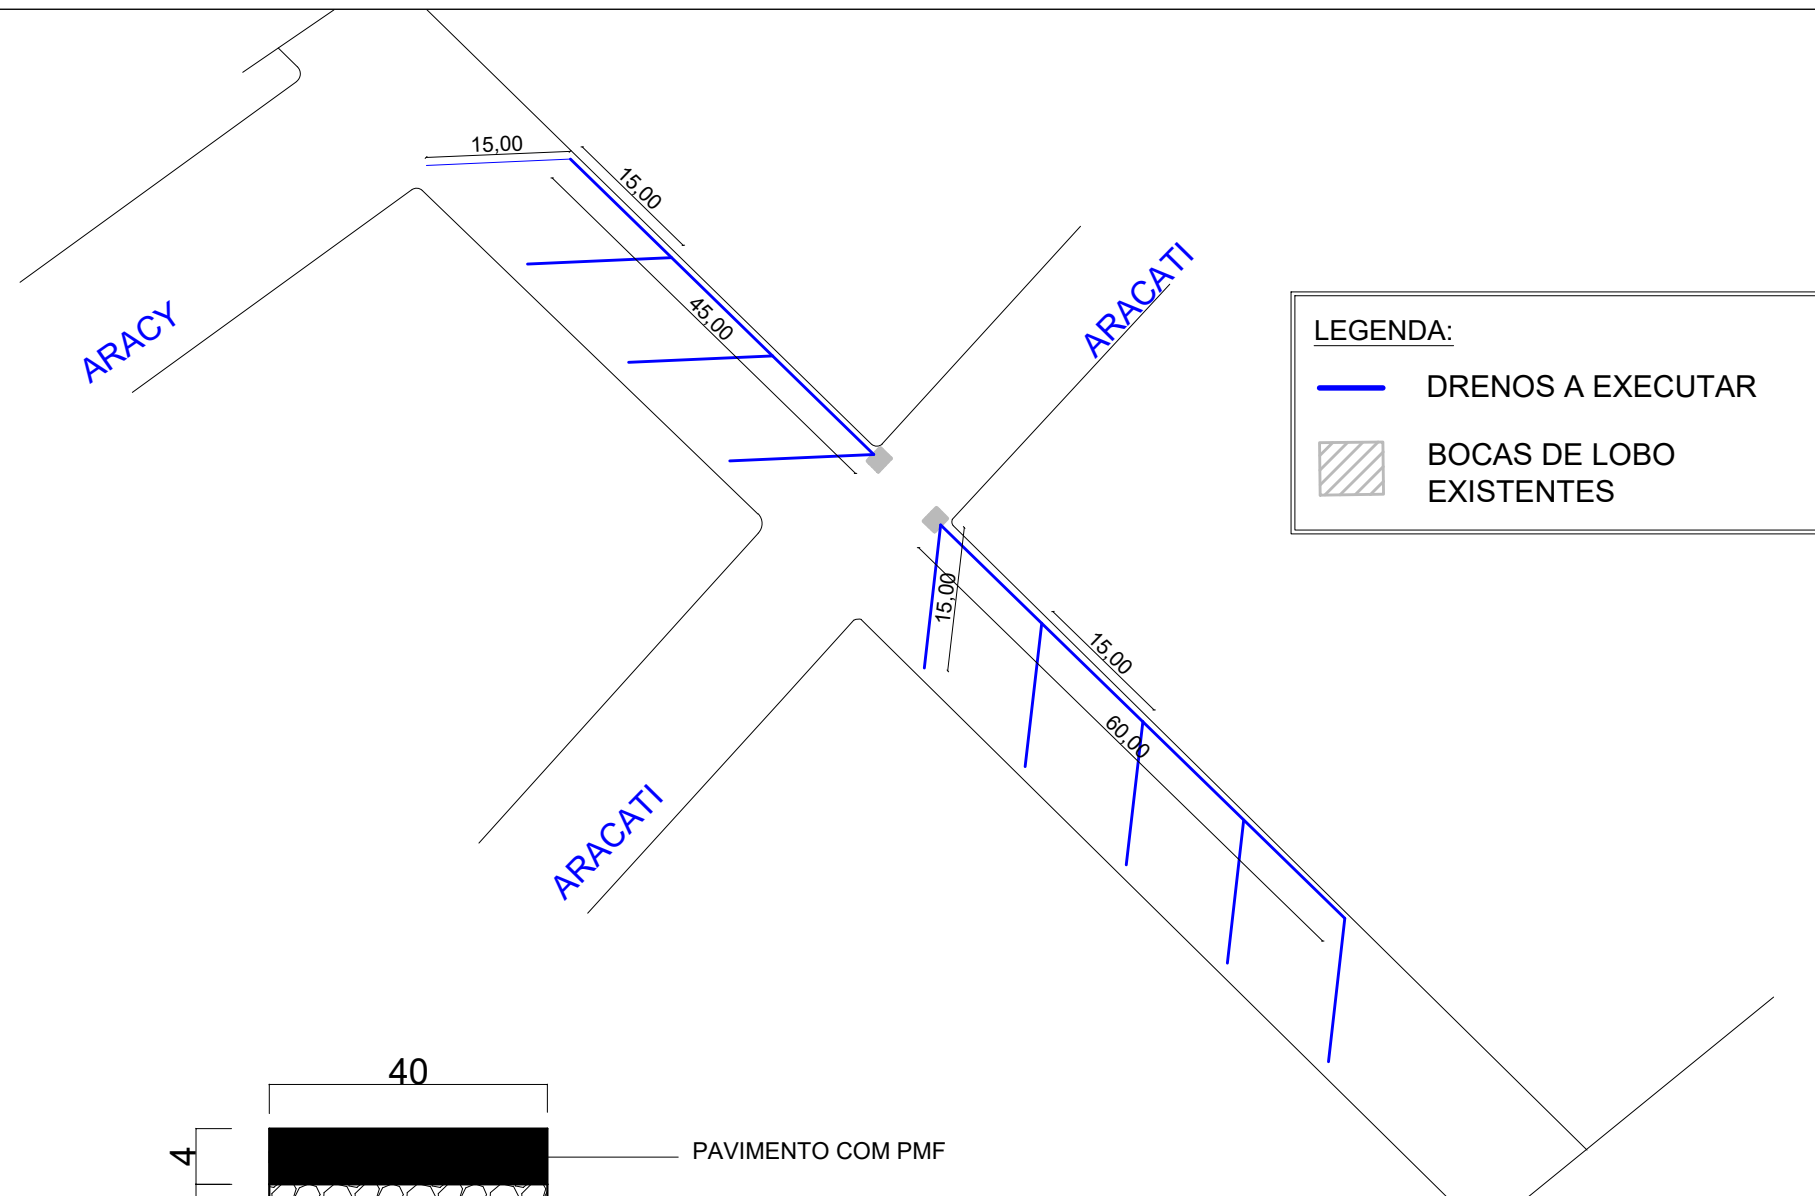 15,00
15,00
45,00
ARACY
ARACATI
LEGENDA:
DRENOS A EXECUTAR
BOCAS DE LOBO
EXISTENTES
15,00
15,00
60,00
ARACATI
40
4
PAVIMENTO COM PMF